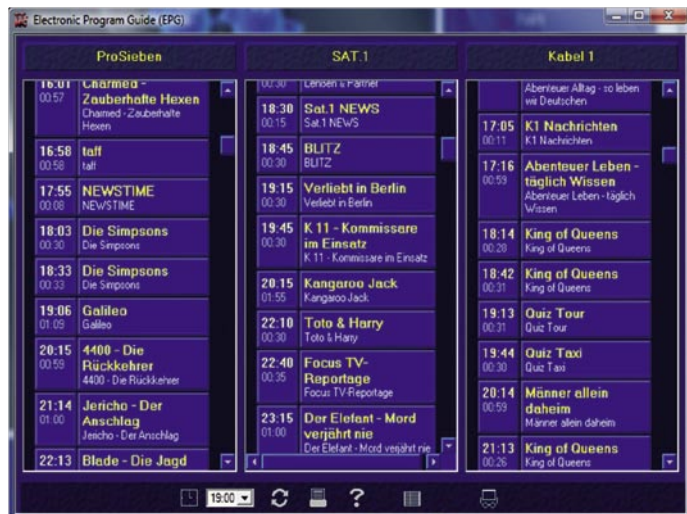 Electronic Program Guide (EPG)
ProSieben
16:01 Charmed -
00:57 Zauberhafte Hexen
Charmed - Zauberhafte
Hexen
16:58 taff
00:58 taff
17:55 NEWSTIME
00:08 NEWSTIME
18:03 Die Simpsons
00:30 Die Simpsons
18:33 Die Simpsons
00:33 Die Simpsons
19:06 Galileo
01:09 Galileo
20:15 4400 - Die
00:59 Rückkehrer
4400 - Die Rückkehrer
21:14 Jericho - Der
01:00 Anschlag
Jericho - Der Anschlag
22:13 Blade - Die Jagd
SAT.1
00:30 Lenßen & Partner
18:30 Sat.1 NEWS
00:15 Sat.1 NEWS
18:45 BLITZ
00:30 BLITZ
19:15 Verliebt in Berlin
00:30 Verliebt in Berlin
19:45 K 11 - Kommissare
00:30 im Einsatz
K 11 - Kommissare im Einsatz
20:15 Kangaroo Jack
01:55 Kangaroo Jack
22:10 Toto & Harry
00:30 Toto & Harry
22:40 Focus TV-
00:35 Reportage
Focus TV-Reportage
23:15 Der Elefant - Mord
01:00 verjährt nie
Der Elefant - Mord verjährt nie
Kabel 1
Abenteuer Alltag - so leben
wir Deutschen
17:05 K1 Nachrichten
00:11 K1 Nachrichten
17:16 Abenteuer Leben -
00:59 täglich Wissen
Abenteuer Leben - täglich
Wissen
18:14 King of Queens
00:28 King of Queens
18:42 King of Queens
00:31 King of Queens
19:13 Quiz Tour
00:31 Quiz Tour
19:44 Quiz Taxi
00:30 Quiz Taxi
20:14 Männer allein
00:59 daheim
Männer allein daheim
21:13 King of Queens
00:26 King of Queens
19:00
?